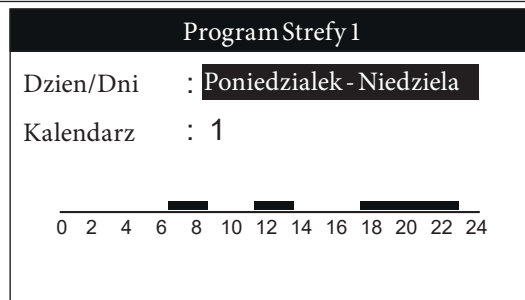 Program Strefy 1
Dzien/Dni : Poniedzialek - Niedziela
Kalendarz : 1
0 2 4 6 8 10 12 14 16 18 20 22 24